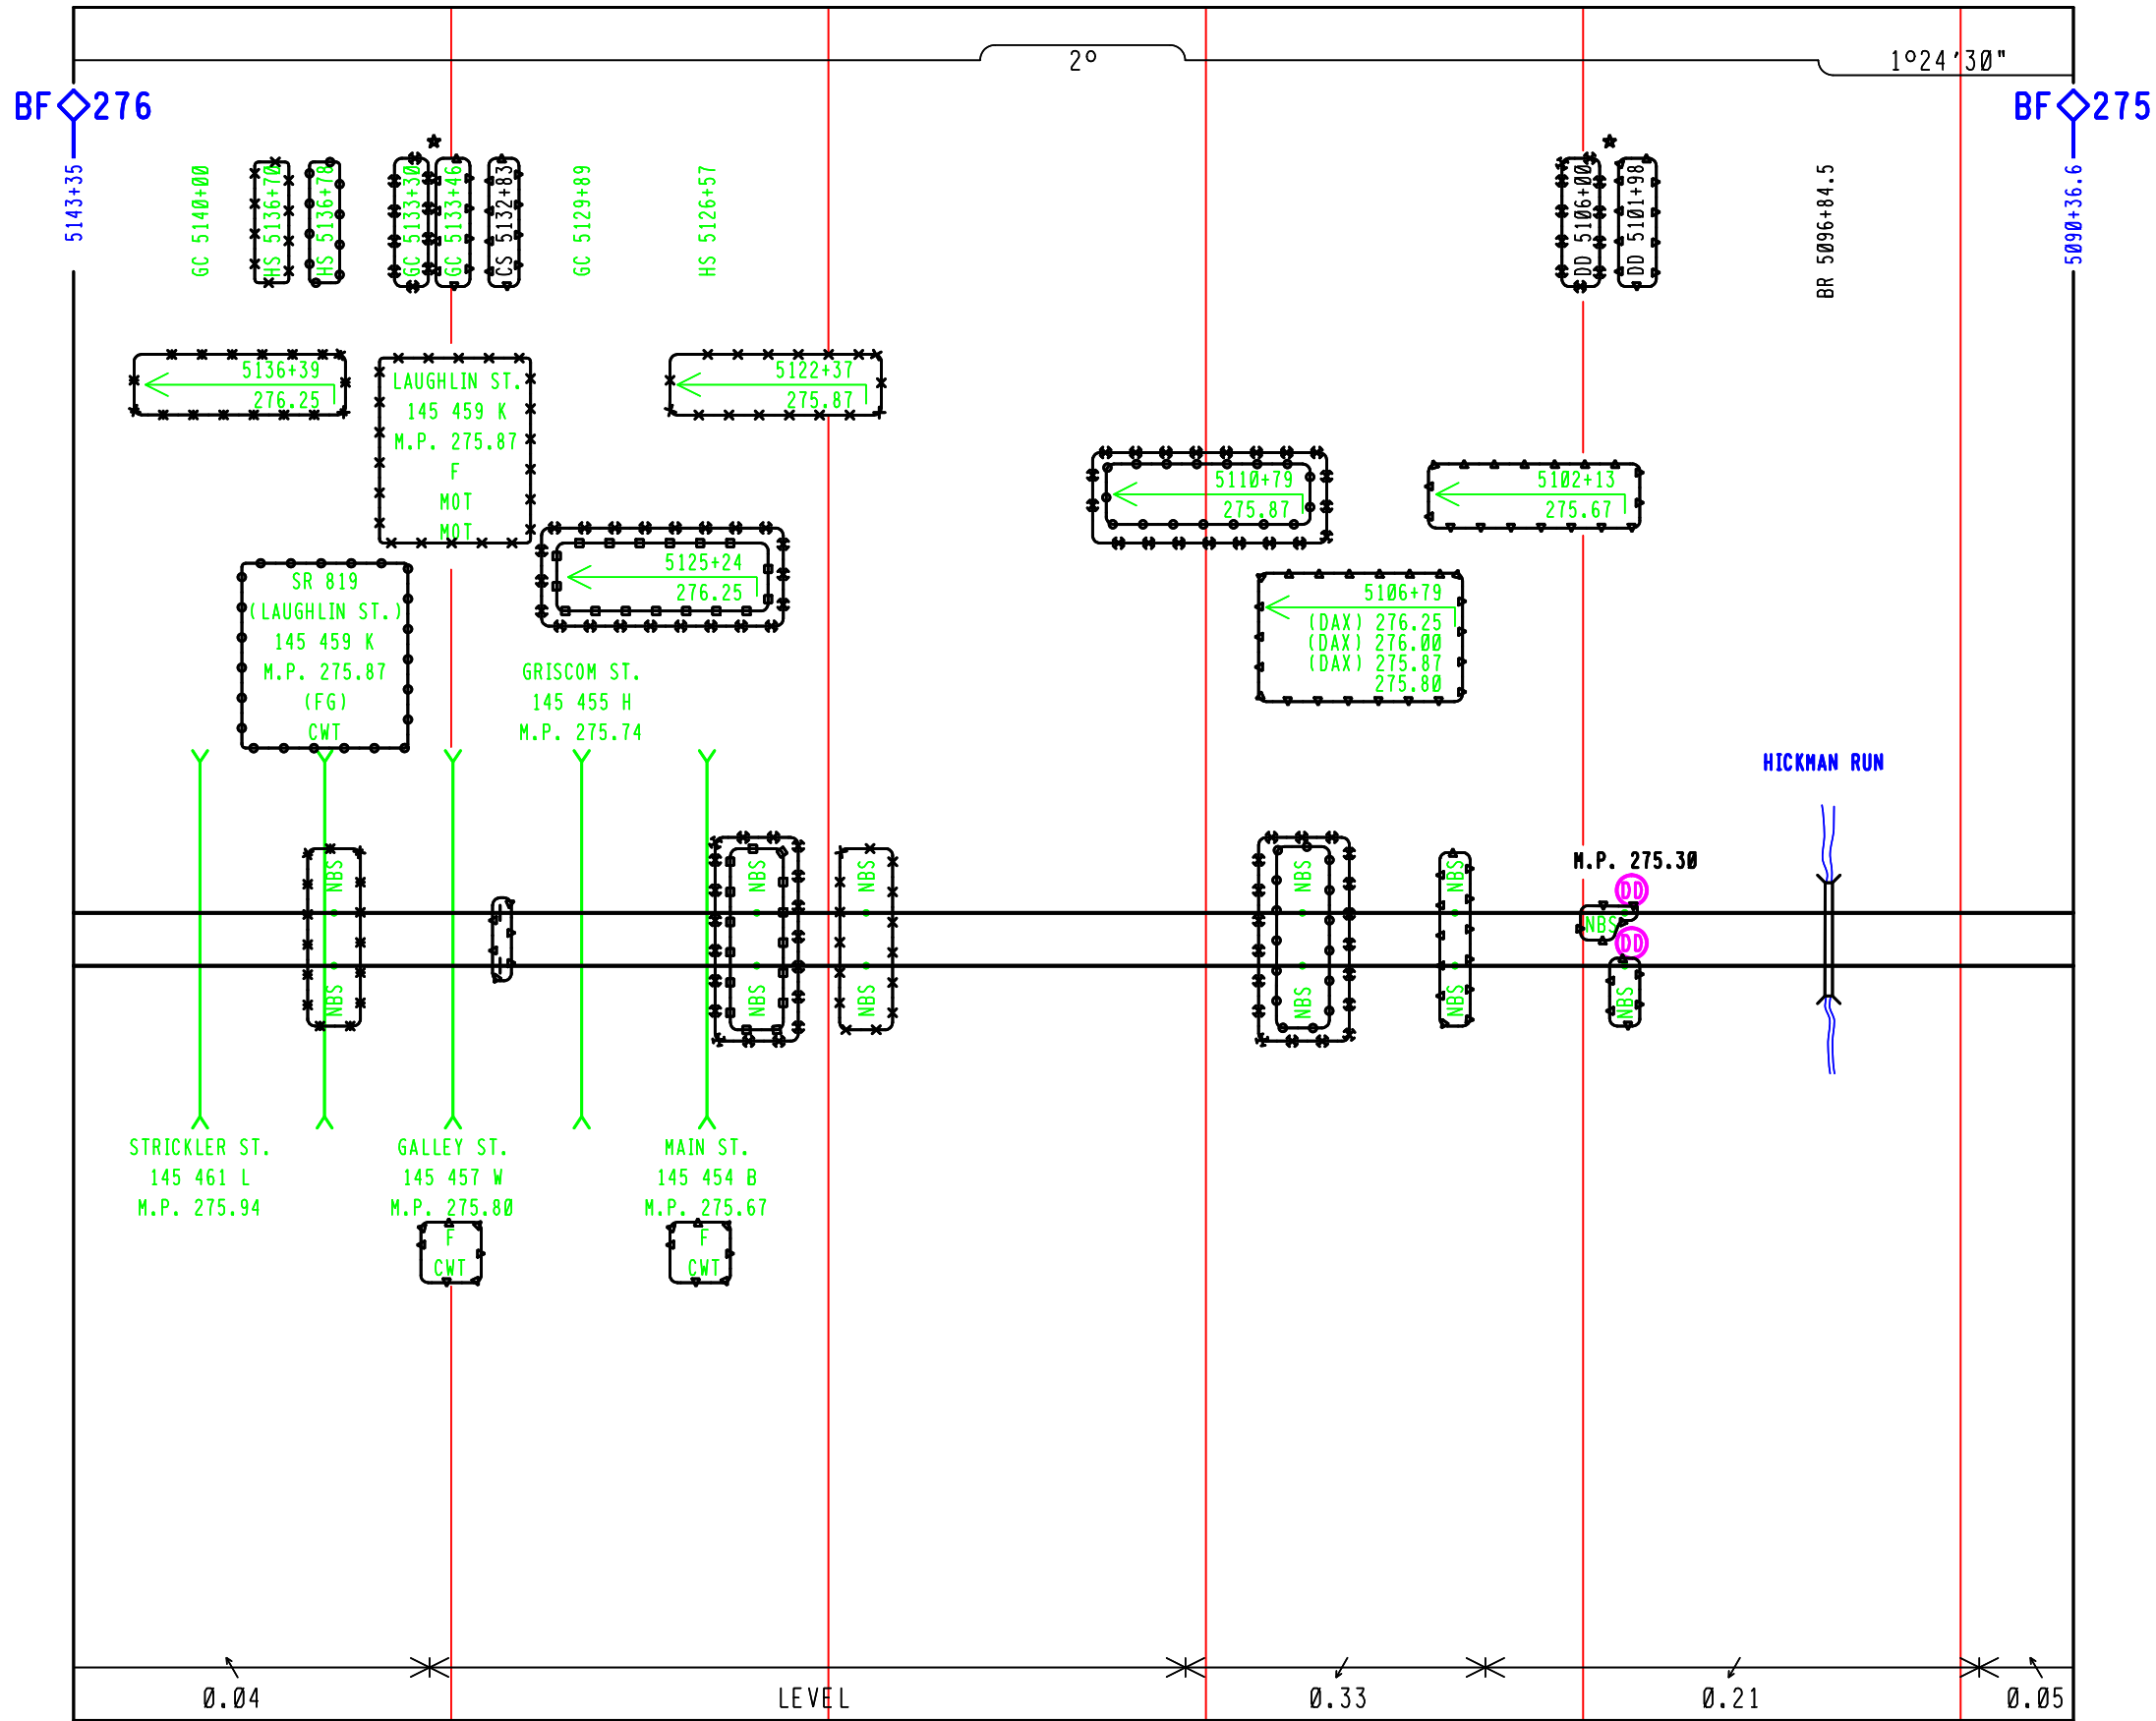 2°
1°24'30"
BF 276
BF 275
5143+35
GC 5140+00
HS 5136+78
GC 5133+30
GC 5133+46
CS 5132+83
GC 5129+89
HS 5126+57
DD 5106+00
DD 5101+98
BR 5096+84.5
5090+36.6
5136+39
276.25
LAUGHLIN ST.
145 459 K
M.P. 275.87
F
MOT
MOT
5122+37
275.87
5110+79
275.87
5102+13
275.67
5125+24
276.25
SR 819
(LAUGHLIN ST.)
145 459 K
M.P. 275.87
(FG)
CWT
5106+79
(DAX) 276.25
(DAX) 276.00
(DAX) 275.87
275.80
GRISCOM ST.
145 455 H
M.P. 275.74
HICKMAN RUN
M.P. 275.30
NBS
NBS
NBS
NBS
NBS
DD
NBS
DD
NBS
NBS
NBS
NBS
NBS
NBS
STRICKLER ST.
145 461 L
M.P. 275.94
GALLEY ST.
145 457 W
M.P. 275.80
F
CWT
MAIN ST.
145 454 B
M.P. 275.67
F
CWT
0.04
LEVEL
0.33
0.21
0.05